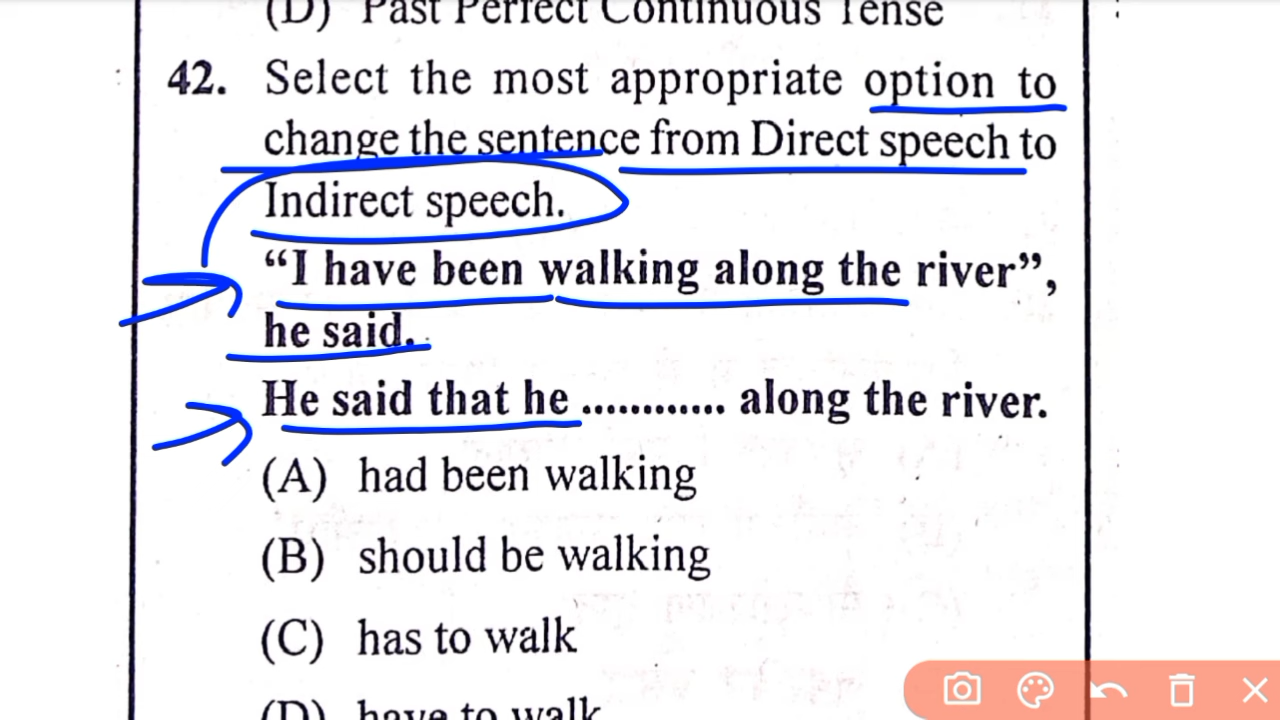 (D) Past Perfect Continuous Tense
42. Select the most appropriate option to
change the sentence from Direct speech to
Indirect speech.
“I have been walking along the river”,
he said.
He said that he ............ along the river.
(A) had been walking
(B) should be walking
(C) has to walk
(D) have to walk